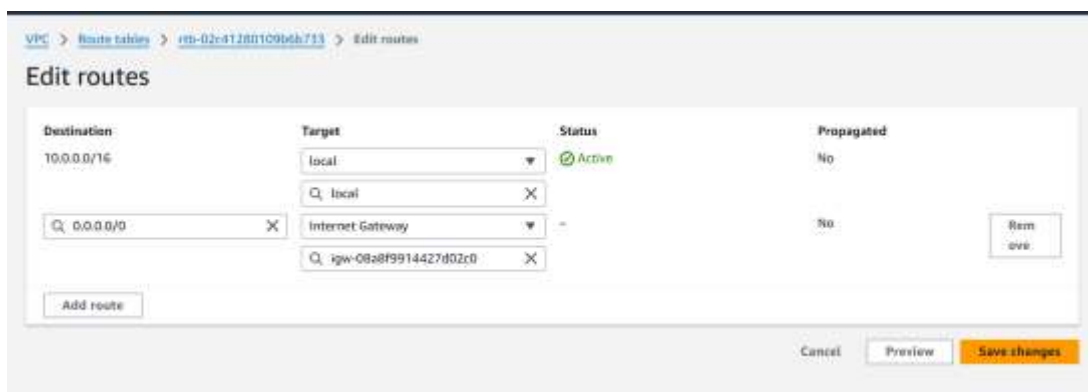 VPC > Route tables > rtb-02c41280109b6b733 > Edit routes
Edit routes
Destination Target Status Propagated
10.0.0.0/16 local Active No
local
0.0.0.0/0 Internet Gateway – No Rem
ove
igw-08a8f9914427d02c0
Add route
Cancel Preview Save changes